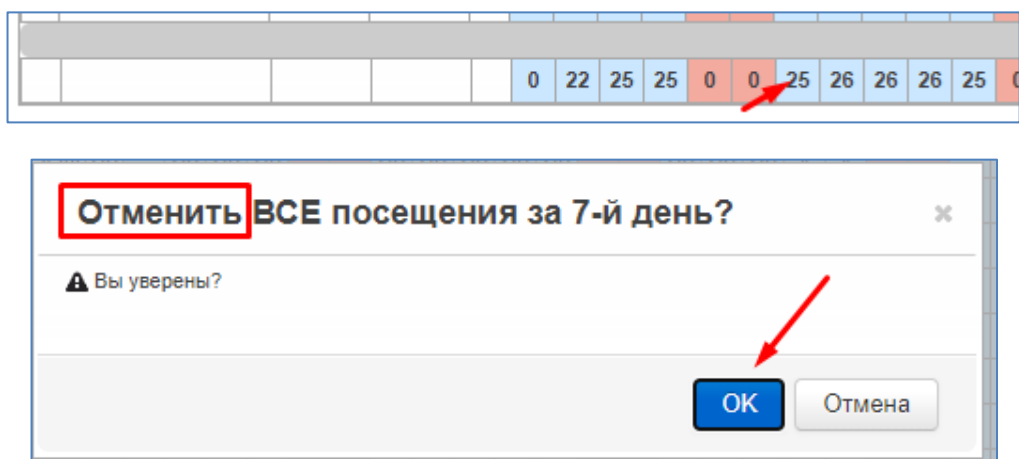 0 22 25 25 0 0 25 26 26 26 25 0
Отменить ВСЕ посещения за 7-й день?
Вы уверены?
OK Отмена